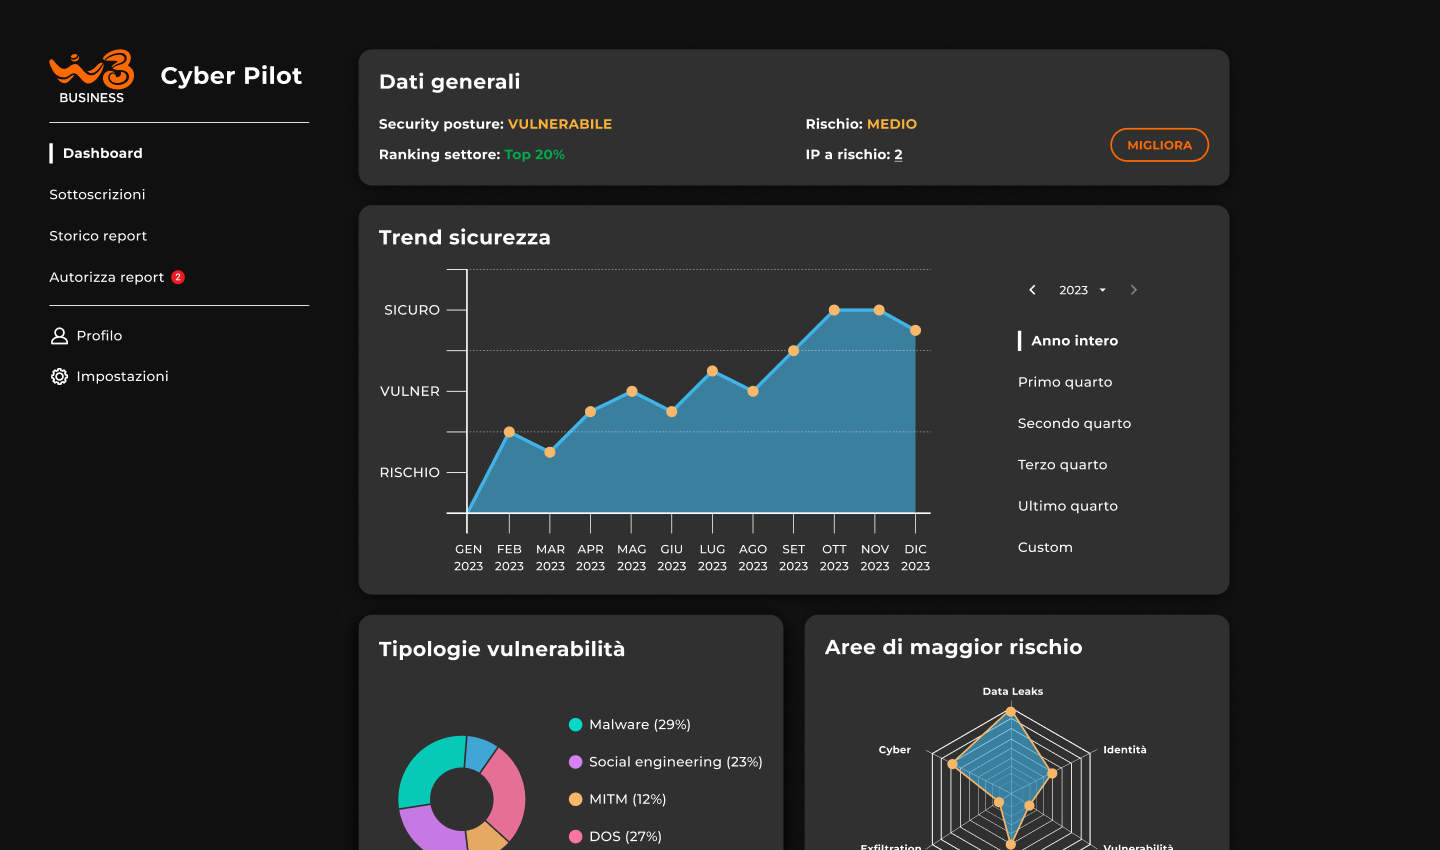 BUSINESS
Cyber Pilot
Dashboard
Sottoscrizioni
Storico report
Autorizza report 2
Profilo
Impostazioni
Dati generali
Security posture: VULNERABILE
Rischio: MEDIO
Ranking settore: Top 20%
IP a rischio: 2
MIGLIORA
Trend sicurezza
SICURO
VULNER
RISCHIO
GEN FEB MAR APR MAG GIU LUG AGO SET OTT NOV DIC
2023 2023 2023 2023 2023 2023 2023 2023 2023 2023 2023 2023
2023
Anno intero
Primo quarto
Secondo quarto
Terzo quarto
Ultimo quarto
Custom
Tipologie vulnerabilità
Malware (29%)
Social engineering (23%)
MITM (12%)
DOS (27%)
Aree di maggior rischio
Data Leaks
Cyber
Identità
Exfiltration
Vulnerabilità